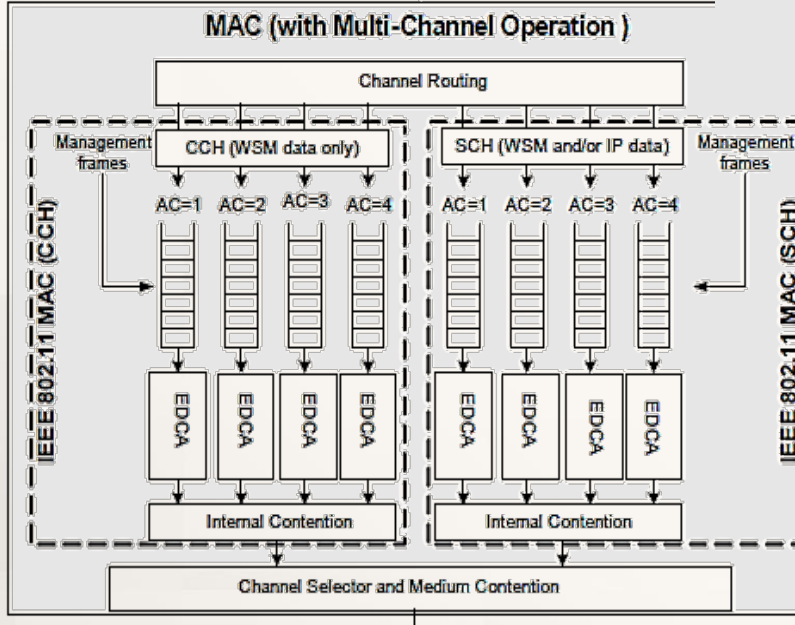 MAC (with Multi-Channel Operation )
Channel Routing
Management
frames
CCH (WSM data only)
SCH (WSM and/or IP data)
Management
frames
AC=1
AC=2
AC=3
AC=4
AC=1
AC=2
AC=3
AC=4
IEEE 802.11 MAC (CCH)
IEEE 802.11 MAC (SCH)
EDCA
EDCA
EDCA
EDCA
EDCA
EDCA
EDCA
EDCA
Internal Contention
Internal Contention
Channel Selector and Medium Contention